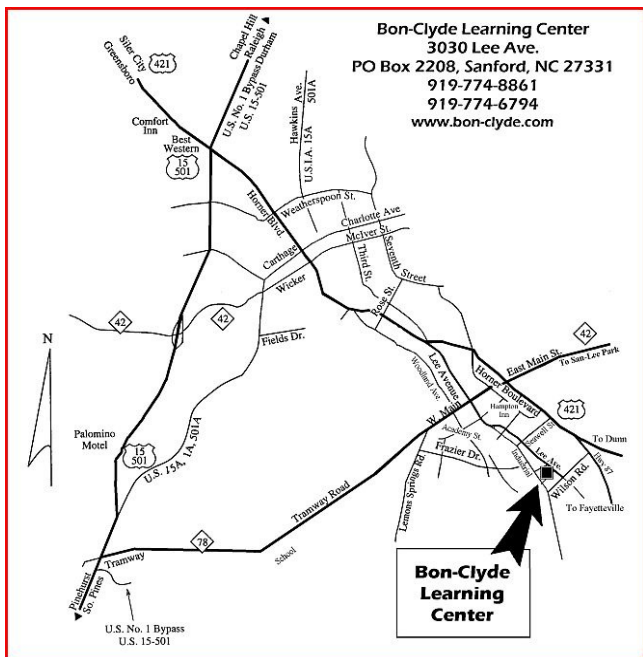 Bon-Clyde Learning Center
3030 Lee Ave.
PO Box 2208, Sanford, NC 27331
919-774-8861
919-774-6794
www.bon-clyde.com
Siler City
Greensboro
421
Chapel Hill
Raleigh
Durham
U.S. No. 1 Bypass
U.S. 15-501
Comfort
Inn
Best
Western
15
501
Hawkins Ave.
U.S.I.A. 15A
501A
Horner Blvd.
Weatherspoon St.
Charlotte Ave
Carthage
McIver St.
Wicker
Third St.
Seventh
Street
Rose St.
42
42
Fields Dr.
N
Lee Avenue
Woodland Ave.
East Main St.
42
To San-Lee Park
Horner Boulevard
W. Main
Hampton
Inn
421
Academy St.
Seawell St.
To Dunn
Palomino
Motel
15
501
U.S. 15A, 1A, 501A
Frazier Dr.
Lemons Springs Rd.
Industrial
Lee Ave.
Wilson Rd.
Hwy 87
To Fayetteville
Tramway Road
78
School
Tramway
Pinehurst
So. Pines
U.S. No. 1 Bypass
U.S. 15-501
Bon-Clyde
Learning
Center